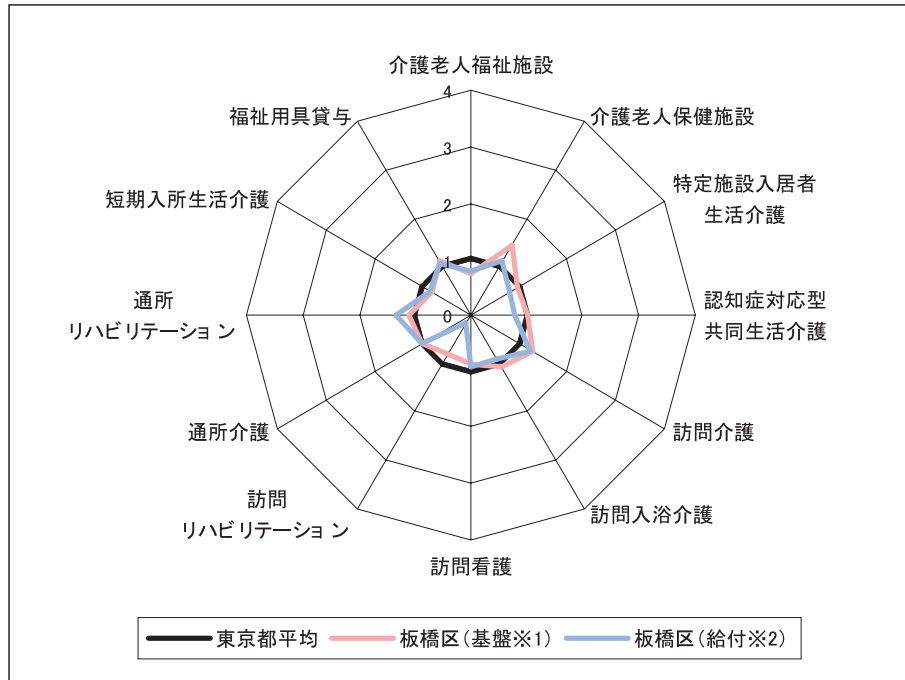 介護老人福祉施設
4
福祉用具貸与
介護老人保健施設
3
特定施設入居者
生活介護
短期入所生活介護
2
1
通所
リハビリテーション
0
認知症対応型
共同生活介護
通所介護
訪問介護
訪問
リハビリテーション
訪問入浴介護
訪問看護
東京都平均
板橋区(基盤※1)
板橋区(給付※2)